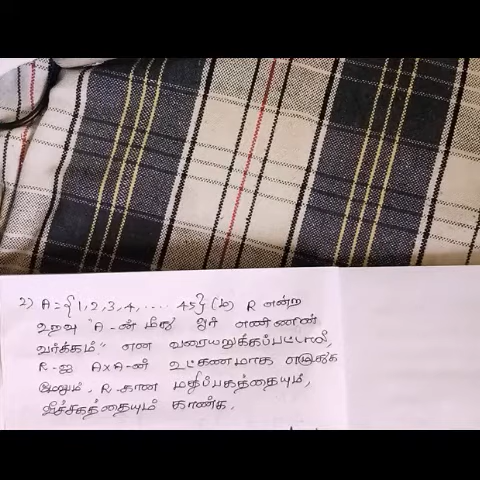 2) A = {1,2,3,4, .... 45} (ம) R என்ற
உறவு "A -ன் மீது ஓர் எண்ணின்
வர்க்கம்." என வரையறுக்கப்பட்டால்,
R-ஐ A×A-ன் உட்கணமாக எழுதுக
மேலும், R-கான மதிப்பகத்தையும்,
வீச்சகத்தையும் காண்க.